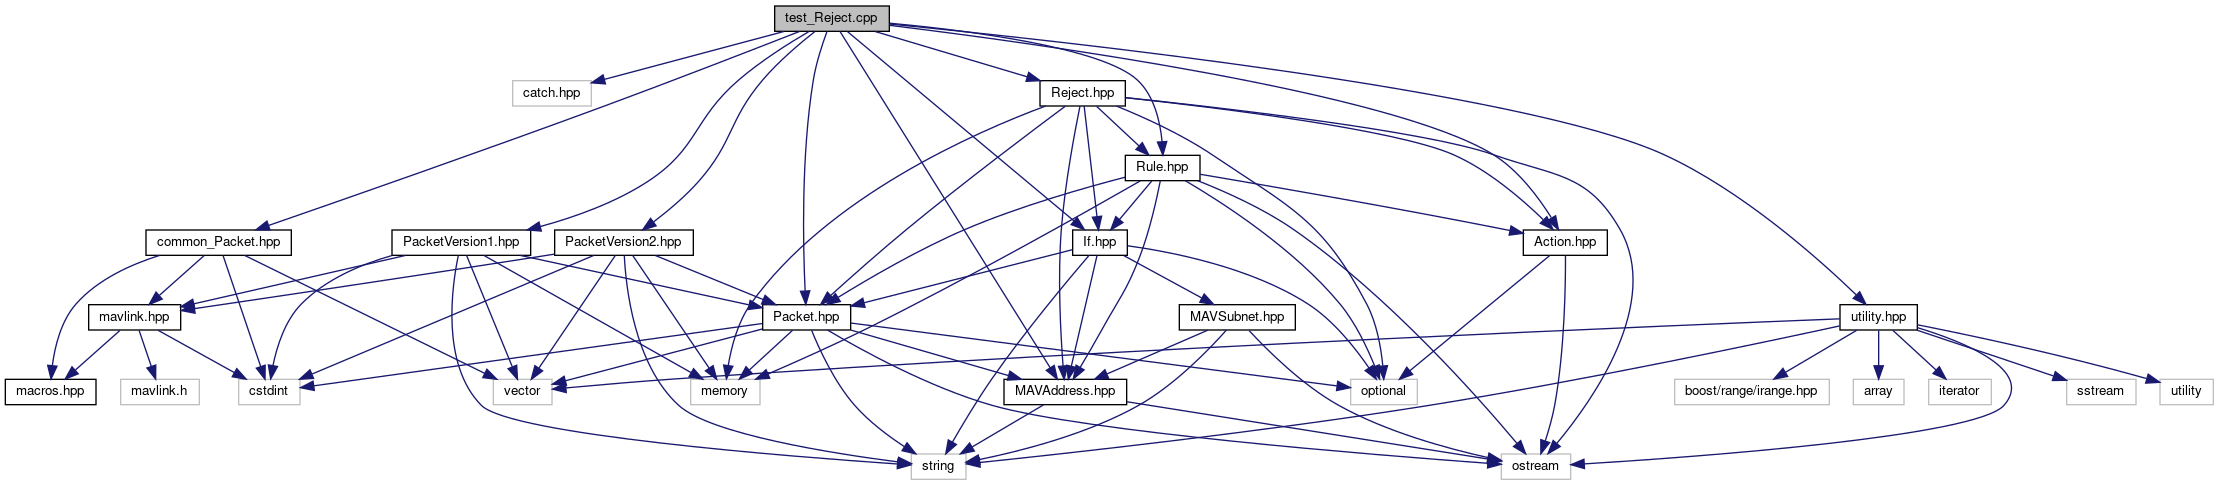 test_Reject.cpp
catch.hpp
Reject.hpp
Rule.hpp
common_Packet.hpp
PacketVersion1.hpp
PacketVersion2.hpp
If.hpp
Action.hpp
mavlink.hpp
Packet.hpp
MAVSubnet.hpp
utility.hpp
macros.hpp
mavlink.h
cstdint
vector
memory
MAVAddress.hpp
optional
boost/range/irange.hpp
array
iterator
sstream
utility
string
ostream